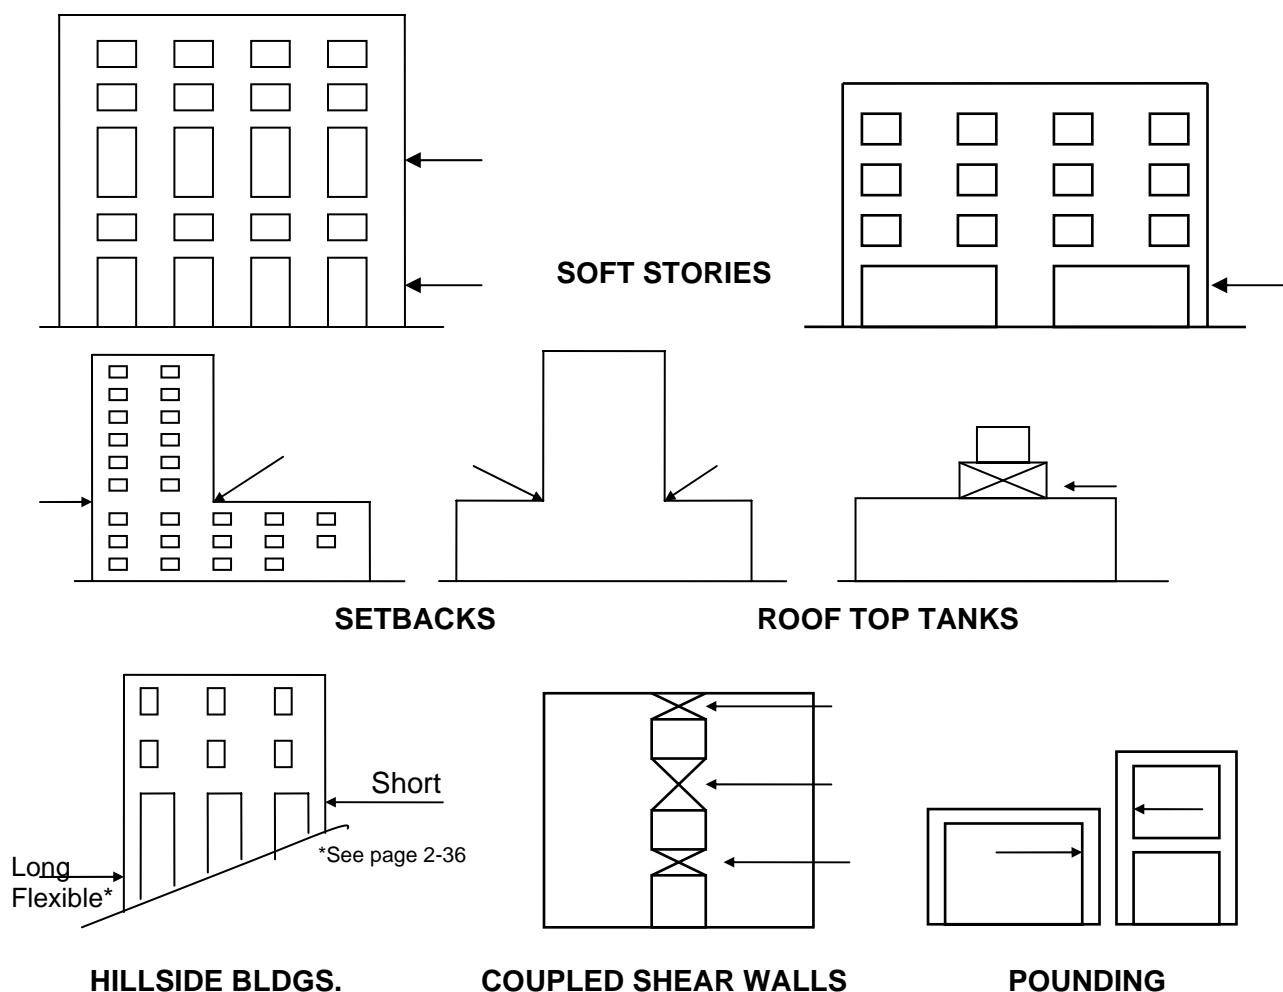 SOFT STORIES
SETBACKS
ROOF TOP TANKS
Short
*See page 2-36
Long
Flexible*
HILLSIDE BLDGS.
COUPLED SHEAR WALLS
POUNDING